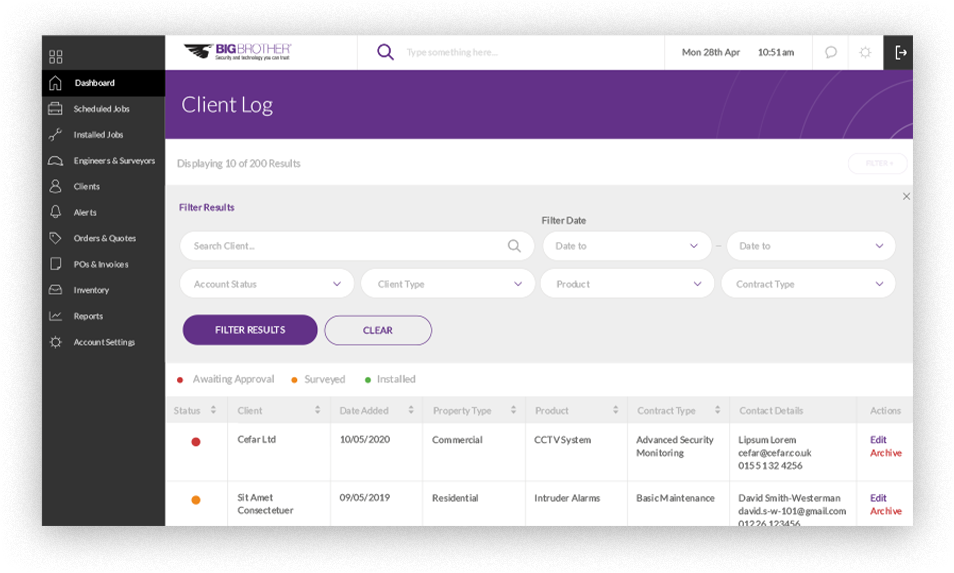 BIGBROTHER
Security and technology you can trust
Type something here...
Mon 28th Apr 10:51am
Dashboard
Scheduled Jobs
Installed Jobs
Engineers & Surveyors
Clients
Alerts
Orders & Quotes
POs & Invoices
Inventory
Reports
Account Settings
Client Log
Displaying 10 of 200 Results
FILTER +
Filter Results
Filter Date
Search Client...
Date to
–
Date to
Account Status
Client Type
Product
Contract Type
FILTER RESULTS
CLEAR
Awaiting Approval
Surveyed
Installed
Status
Client
Date Added
Property Type
Product
Contract Type
Contact Details
Actions
Cefar Ltd
10/05/2020
Commercial
CCTV System
Advanced Security
Monitoring
Lipsum Lorem
cefar@cefar.co.uk
0155 132 4256
Edit
Archive
Sit Amet
Consectetuer
09/05/2019
Residential
Intruder Alarms
Basic Maintenance
David Smith-Westerman
david.s-w-101@gmail.com
01226 123456
Edit
Archive